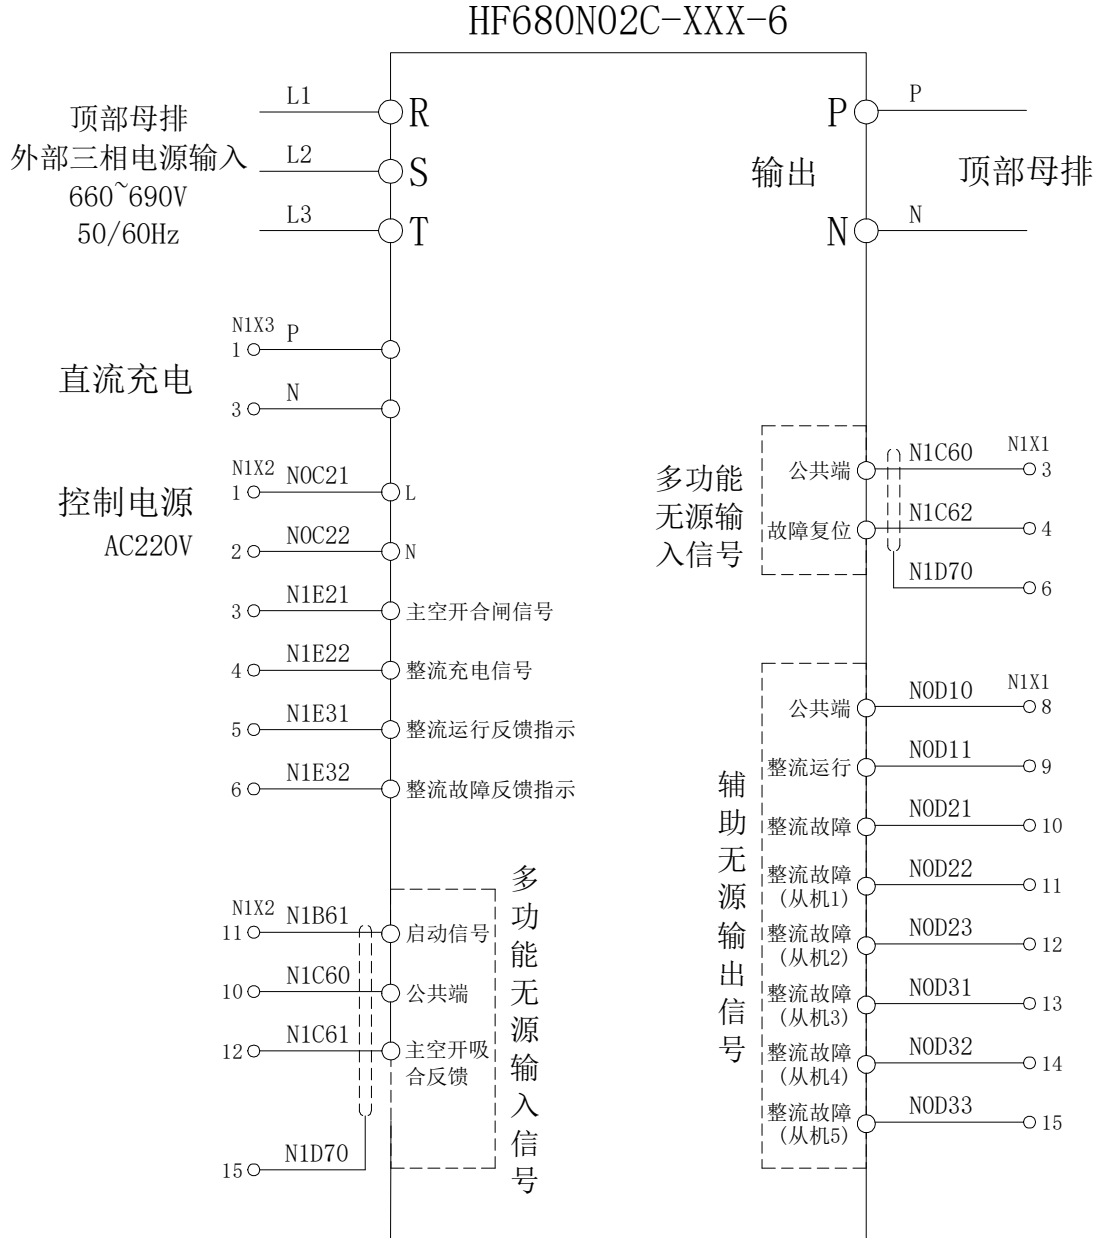 HF680N02C-XXX-6
顶部母排
外部三相电源输入
660~690V
50/60Hz
L1
R
L2
S
L3
T
P
P
输出
顶部母排
N
N
直流充电
N1X3
1
P
3
N
控制电源
AC220V
N1X2
1
N0C21
L
2
N0C22
N
3
N1E21
主空开合闸信号
4
N1E22
整流充电信号
5
N1E31
整流运行反馈指示
6
N1E32
整流故障反馈指示
N1X2
11
N1B61
启动信号
10
N1C60
公共端
12
N1C61
主空开吸
合反馈
15
N1D70
多功能无源输入信号
多功能
无源输
入信号
公共端
N1C60
N1X1
3
故障复位
N1C62
4
N1D70
6
辅助无源输出信号
公共端
N0D10
N1X1
8
整流运行
N0D11
9
整流故障
N0D21
10
整流故障
(从机1)
N0D22
11
整流故障
(从机2)
N0D23
12
整流故障
(从机3)
N0D31
13
整流故障
(从机4)
N0D32
14
整流故障
(从机5)
N0D33
15